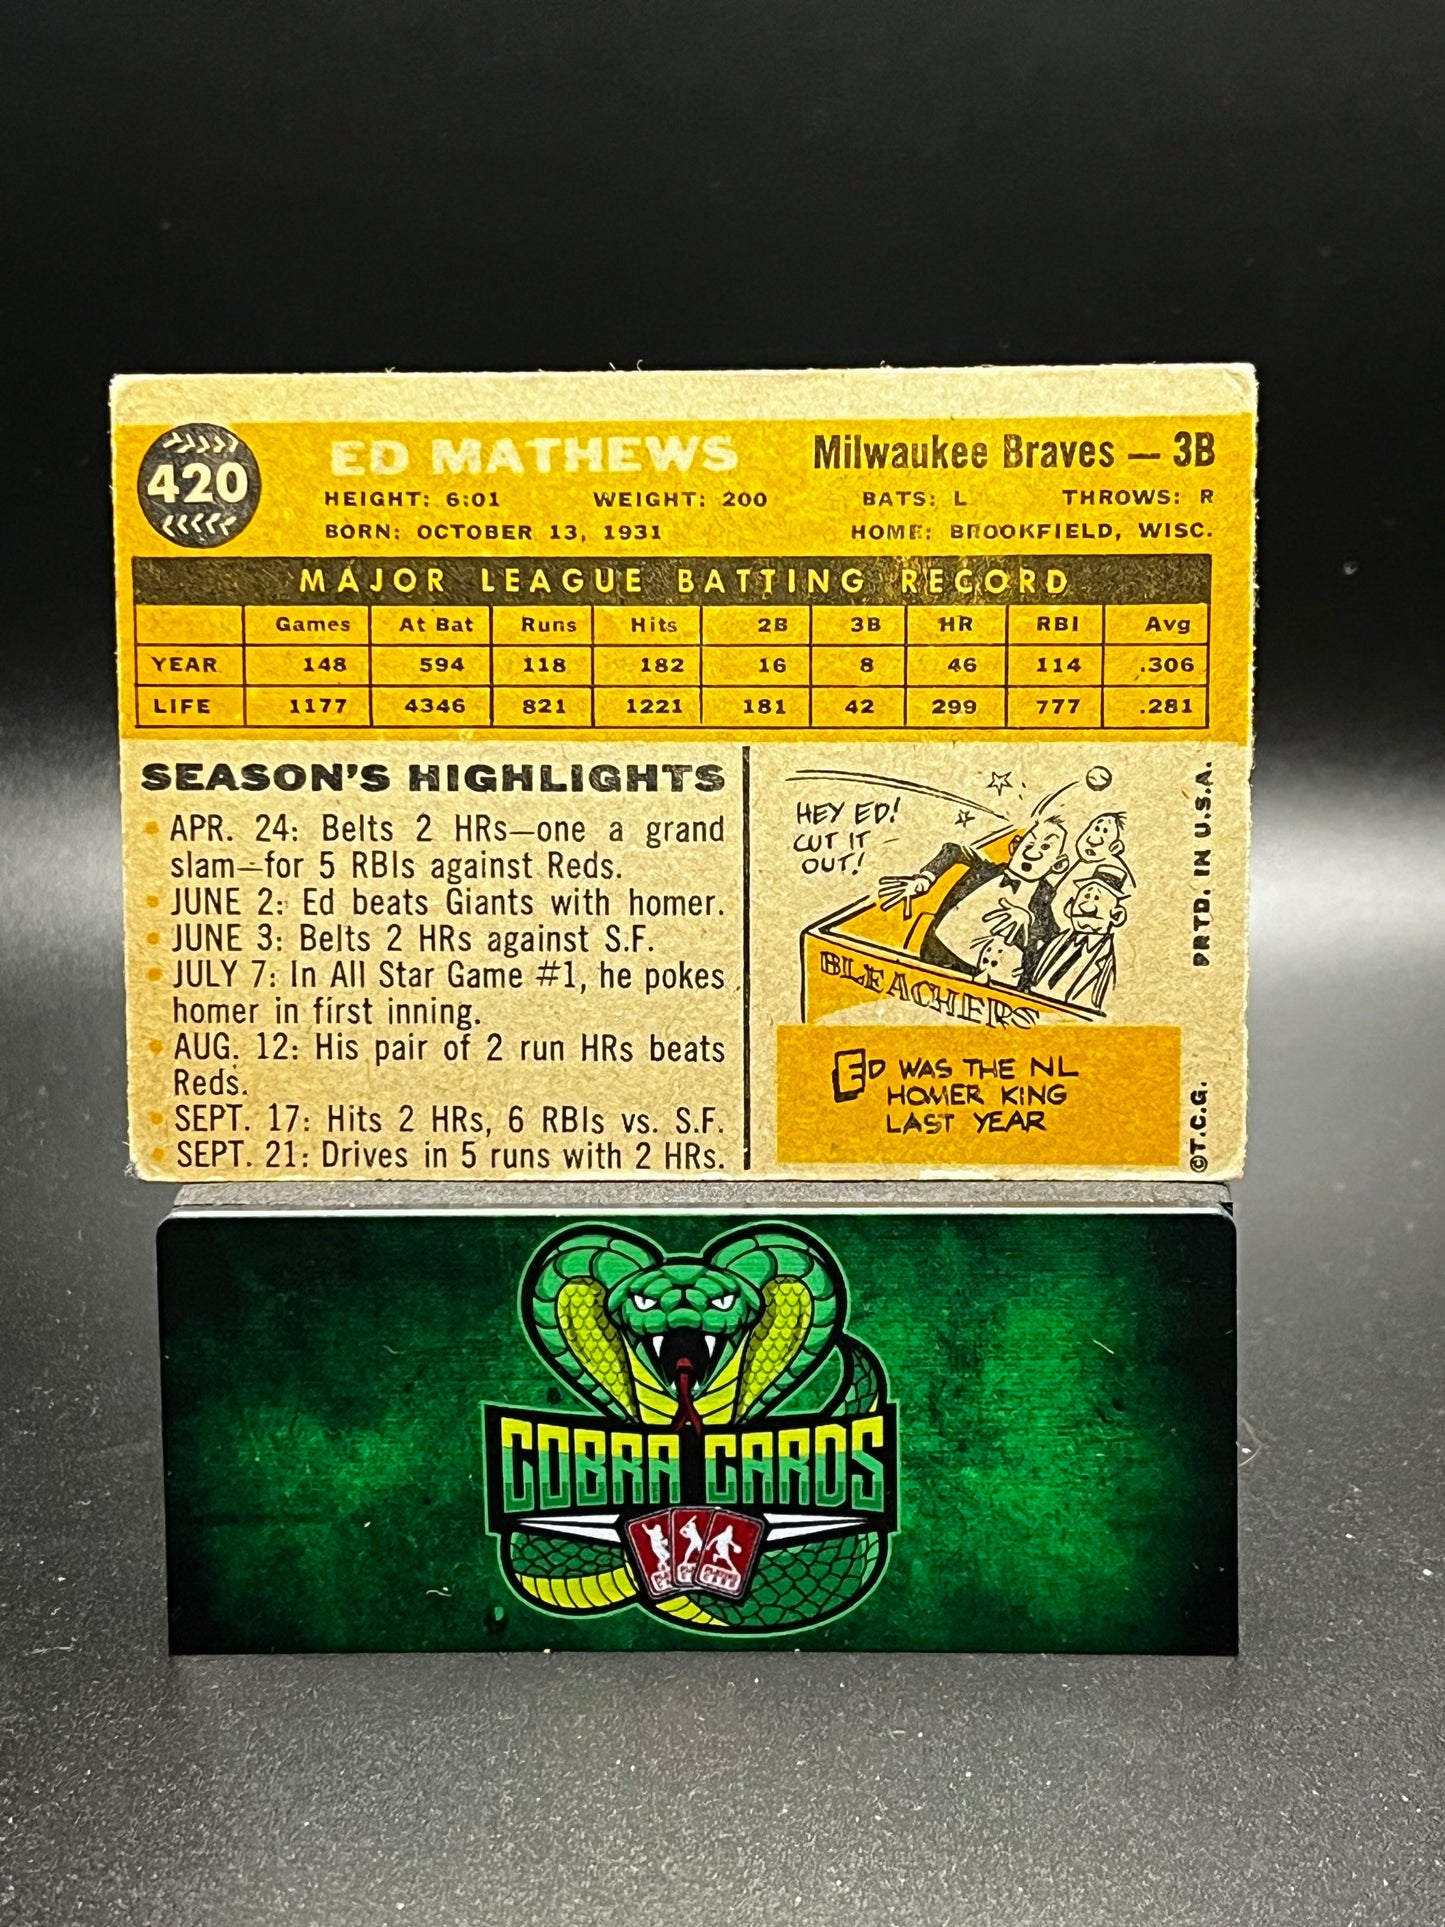 420
ED MATHEWS
Milwaukee Braves — 3B
HEIGHT: 6:01 WEIGHT: 200 BATS: L THROWS: R
BORN: OCTOBER 13, 1931 HOME: BROOKFIELD, WISC.
MAJOR LEAGUE BATTING RECORD
Games At Bat Runs Hits 2B 3B HR RBI Avg
YEAR 148 594 118 182 16 8 46 114 .306
LIFE 1177 4346 821 1221 181 42 299 777 .281
SEASON'S HIGHLIGHTS
• APR. 24: Belts 2 HRs—one a grand
slam—for 5 RBIs against Reds.
• JUNE 2: Ed beats Giants with homer.
• JUNE 3: Belts 2 HRs against S.F.
• JULY 7: In All Star Game #1, he pokes
homer in first inning.
• AUG. 12: His pair of 2 run HRs beats
Reds.
• SEPT. 17: Hits 2 HRs, 6 RBIs vs. S.F.
• SEPT. 21: Drives in 5 runs with 2 HRs.
HEY ED!
CUT IT
OUT!
BLEACHERS
ED WAS THE NL
HOMER KING
LAST YEAR
©T.C.G. PRTD. IN U.S.A.
COBRA CARDS